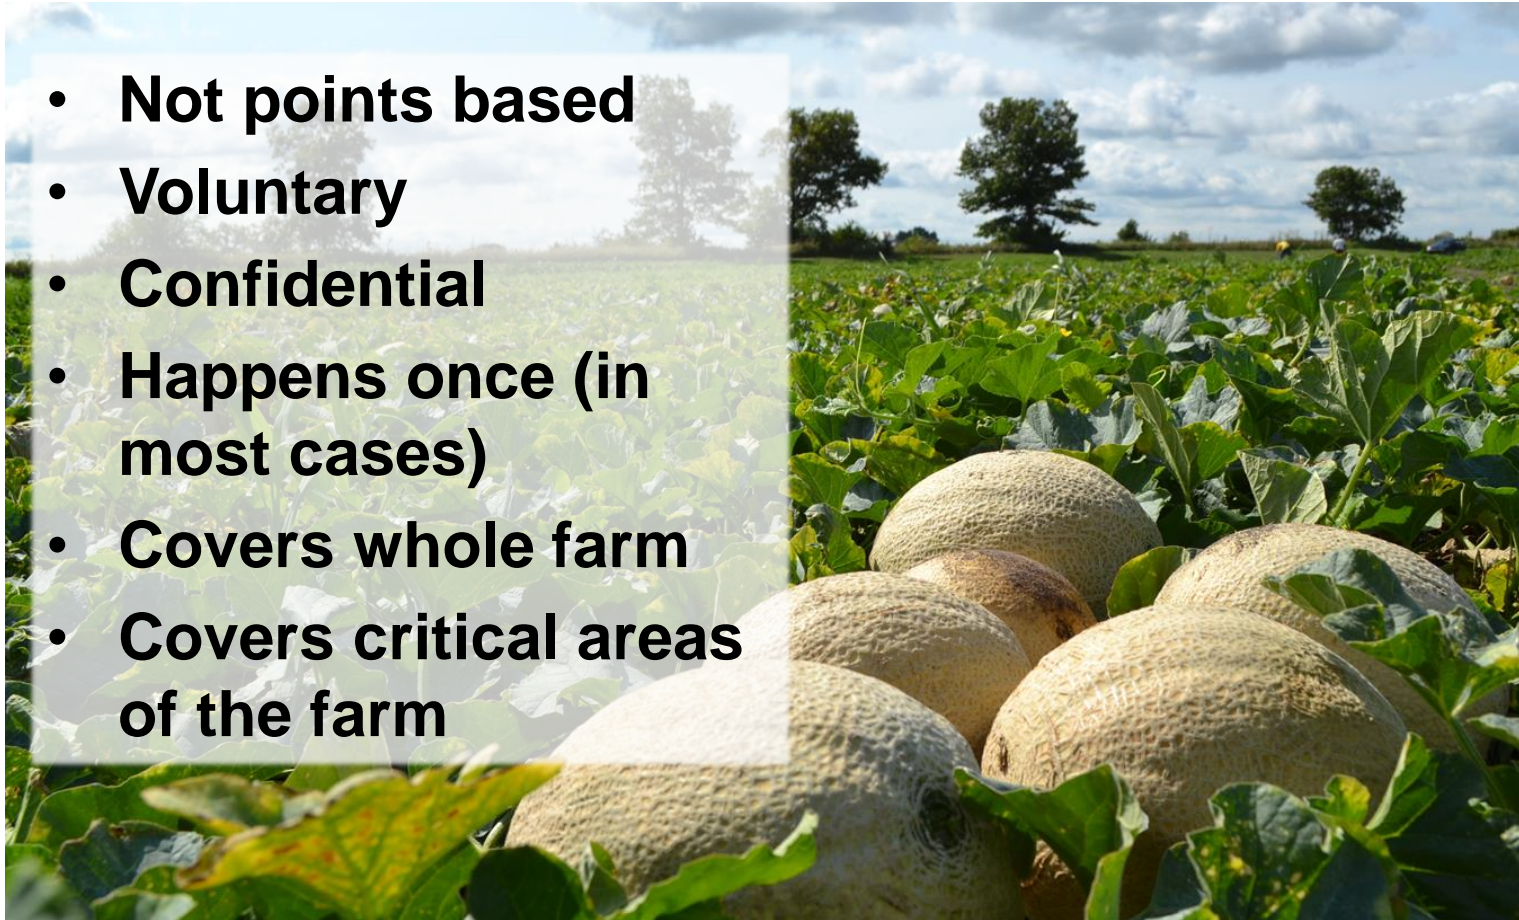 • Not points based
• Voluntary
• Confidential
• Happens once (in
most cases)
• Covers whole farm
• Covers critical areas
of the farm